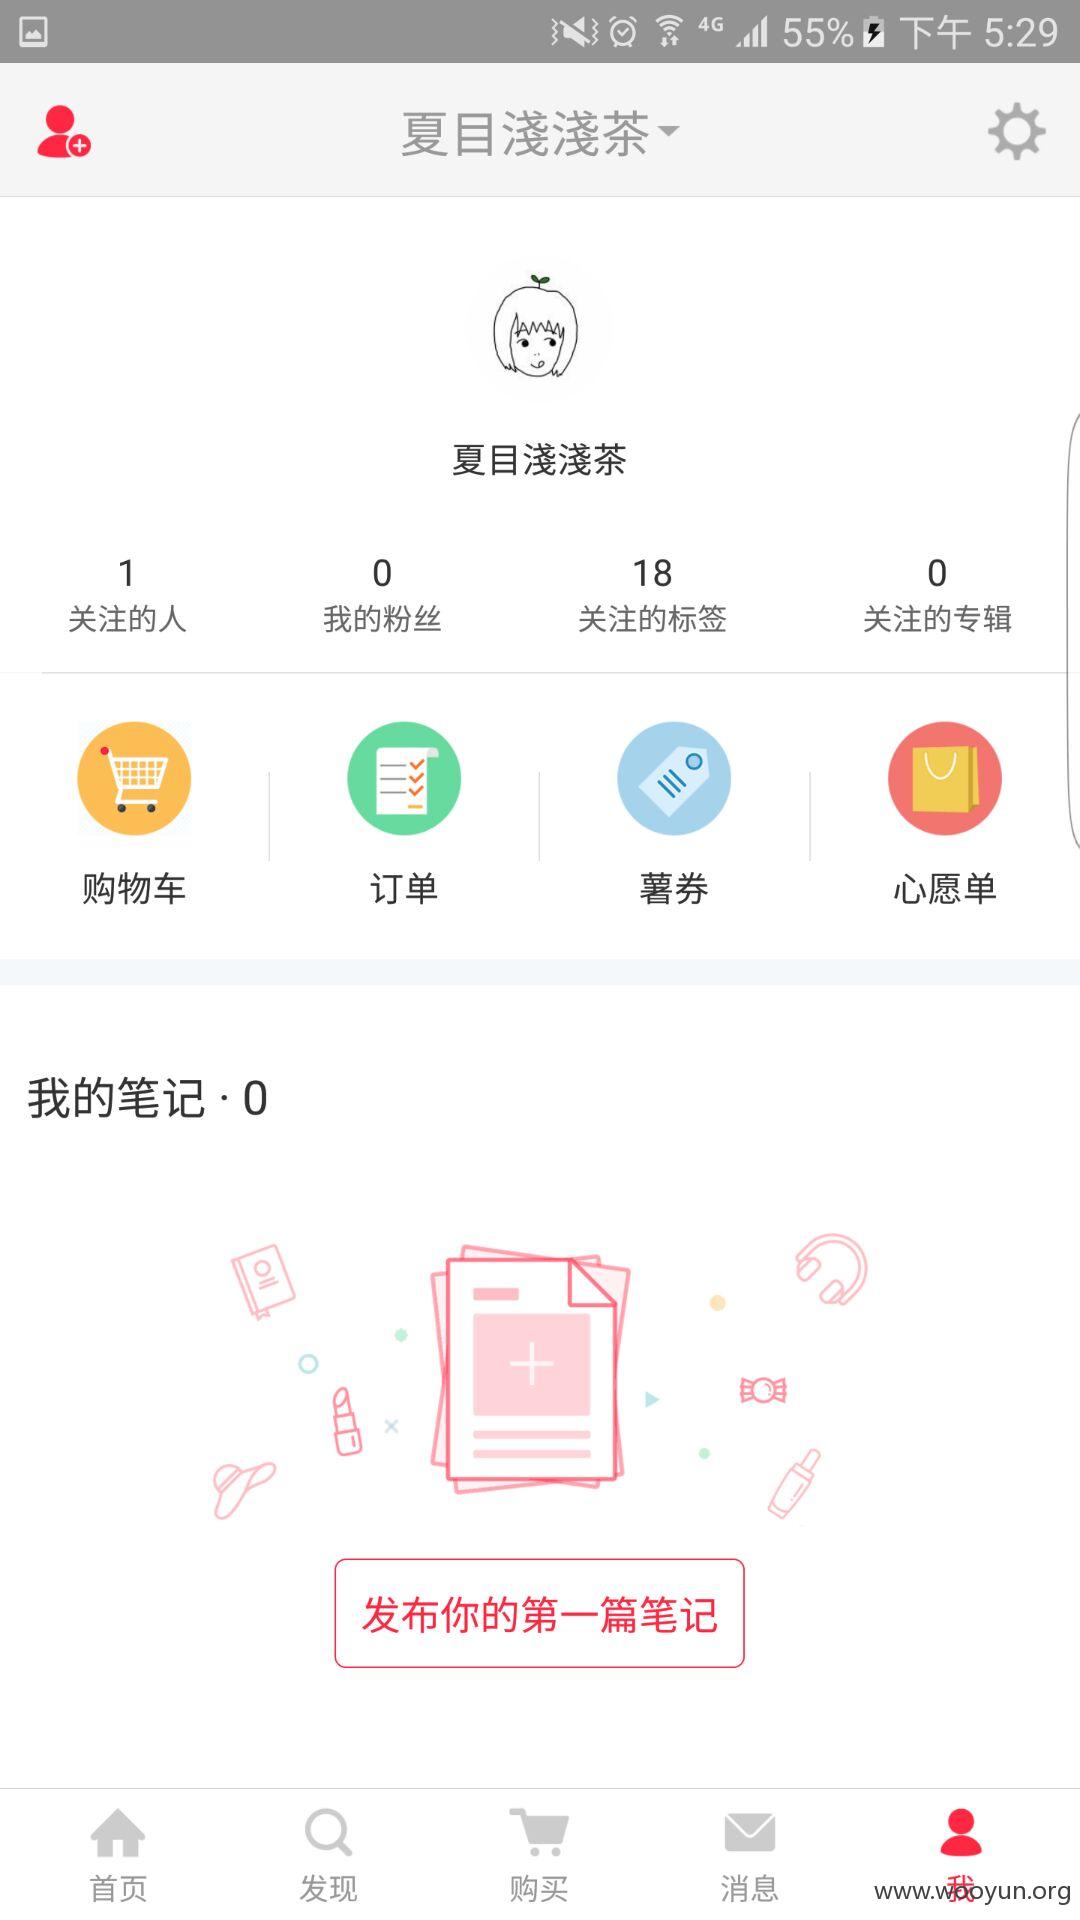 4G 55% 下午 5:29
夏目淺淺茶
夏目淺淺茶
1 0 18 0
关注的人 我的粉丝 关注的标签 关注的专辑
购物车 订单 薯券 心愿单
我的笔记 · 0
发布你的第一篇笔记
首页 发现 购买 消息 我
www.wooyun.org